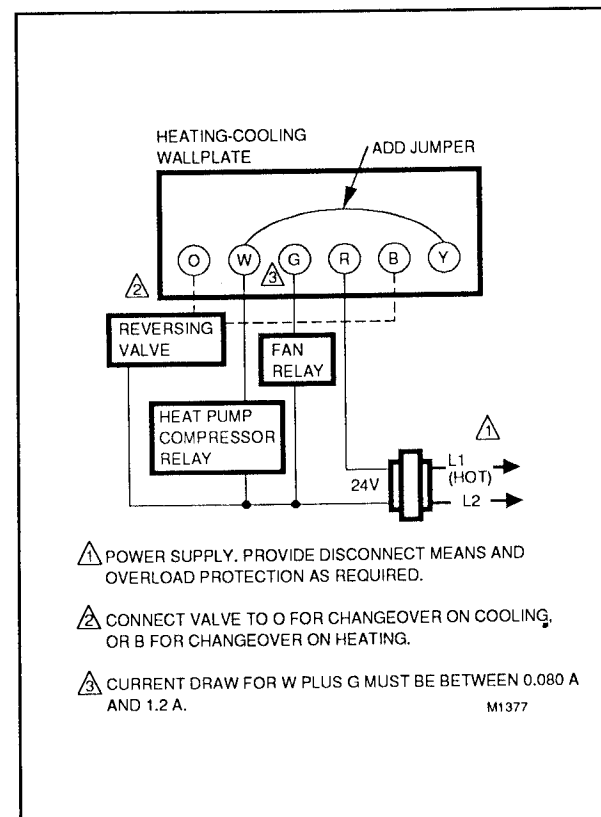 HEATING-COOLING
WALLPLATE
ADD JUMPER
O
W
G
R
B
Y
2
3
REVERSING
VALVE
FAN
RELAY
HEAT PUMP
COMPRESSOR
RELAY
1
24V
L1
(HOT)
L2
1 POWER SUPPLY. PROVIDE DISCONNECT MEANS AND
OVERLOAD PROTECTION AS REQUIRED.
2 CONNECT VALVE TO O FOR CHANGEOVER ON COOLING,
OR B FOR CHANGEOVER ON HEATING.
3 CURRENT DRAW FOR W PLUS G MUST BE BETWEEN 0.080 A
AND 1.2 A.
M1377